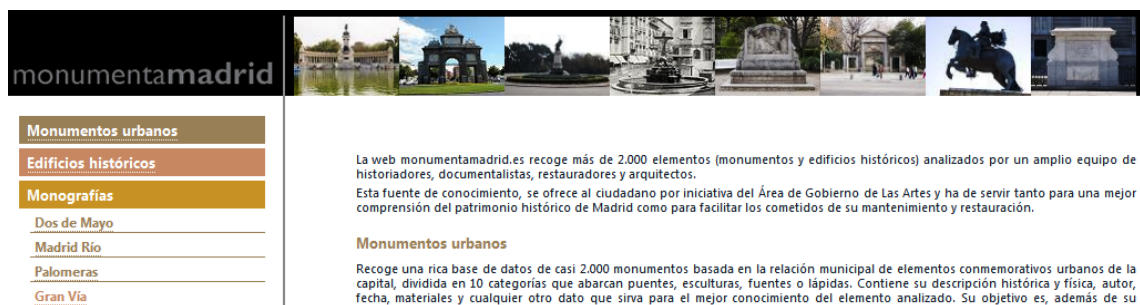 monumentamadrid
Monumentos urbanos
Edificios históricos
Monografías
Dos de Mayo
Madrid Río
Palomeras
Gran Vía
La web monumentamadrid.es recoge más de 2.000 elementos (monumentos y edificios históricos) analizados por un amplio equipo de
historiadores, documentalistas, restauradores y arquitectos.
Esta fuente de conocimiento, se ofrece al ciudadano por iniciativa del Área de Gobierno de Las Artes y ha de servir tanto para una mejor
comprensión del patrimonio histórico de Madrid como para facilitar los cometidos de su mantenimiento y restauración.
Monumentos urbanos
Recoge una rica base de datos de casi 2.000 monumentos basada en la relación municipal de elementos conmemorativos urbanos de la
capital, dividida en 10 categorías que abarcan puentes, esculturas, fuentes o lápidas. Contiene su descripción histórica y física, autor,
fecha, materiales y cualquier otro dato que sirva para el mejor conocimiento del elemento analizado. Su objetivo es, además de su